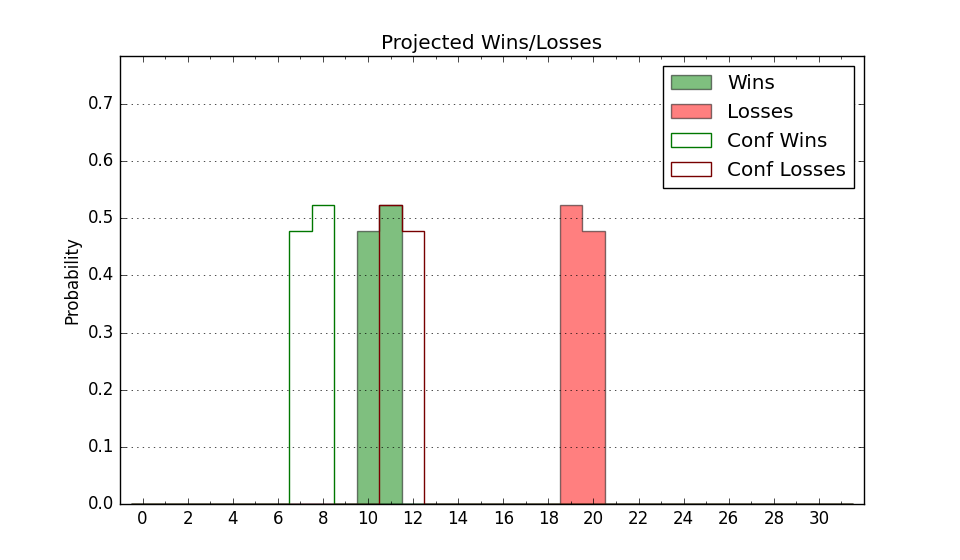 Projected Wins/Losses
Wins
Losses
Conf Wins
Conf Losses
Probability
0.7
0.6
0.5
0.4
0.3
0.2
0.1
0.0
0 2 4 6 8 10 12 14 16 18 20 22 24 26 28 30